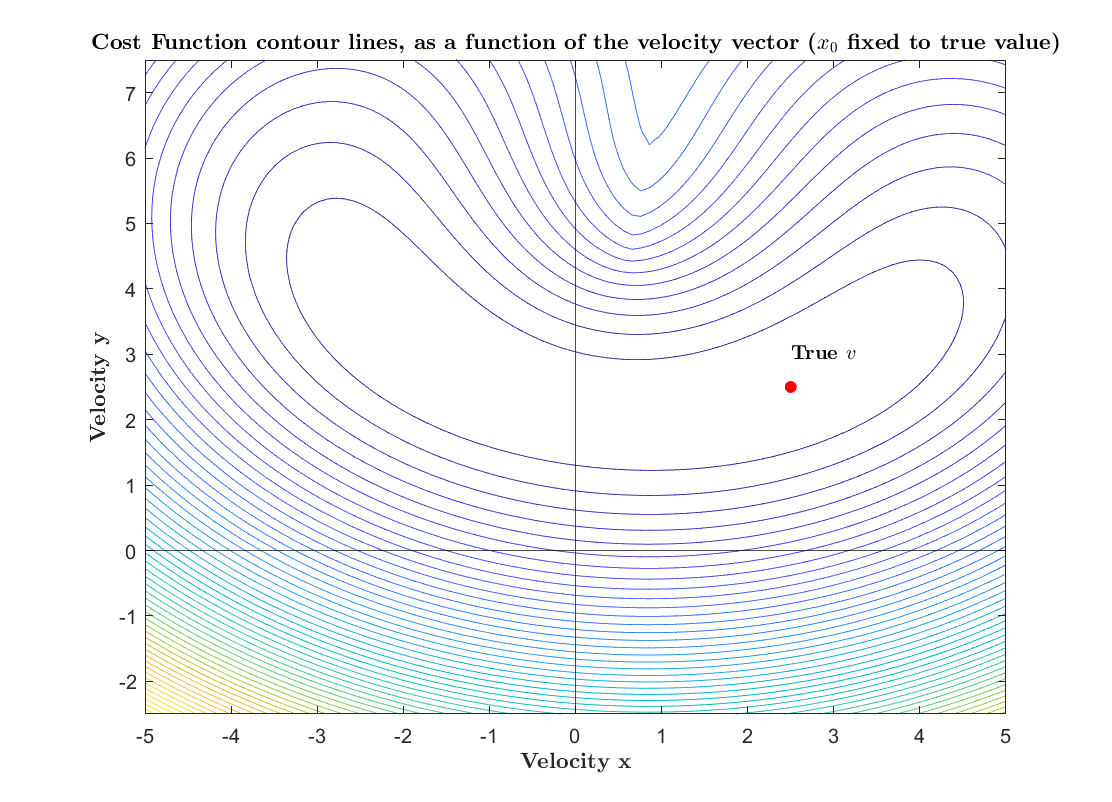 Cost Function contour lines, as a function of the velocity vector (x₀ fixed to true value)
7
6
5
4
3
2
1
0
-1
-2
Velocity y
True v
-5 -4 -3 -2 -1 0 1 2 3 4 5
Velocity x